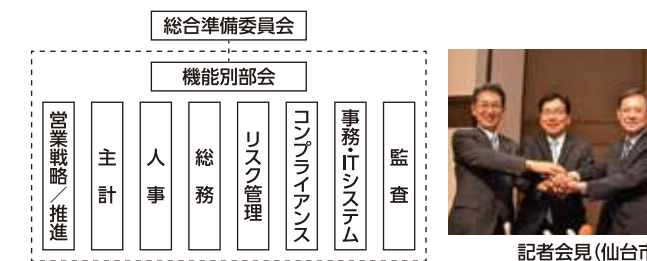 総合準備委員会
機能別部会
営業戦略／推進
主計
人事
総務
リスク管理
コンプライアンス
事務・ITシステム
監査
記者会見（仙台市